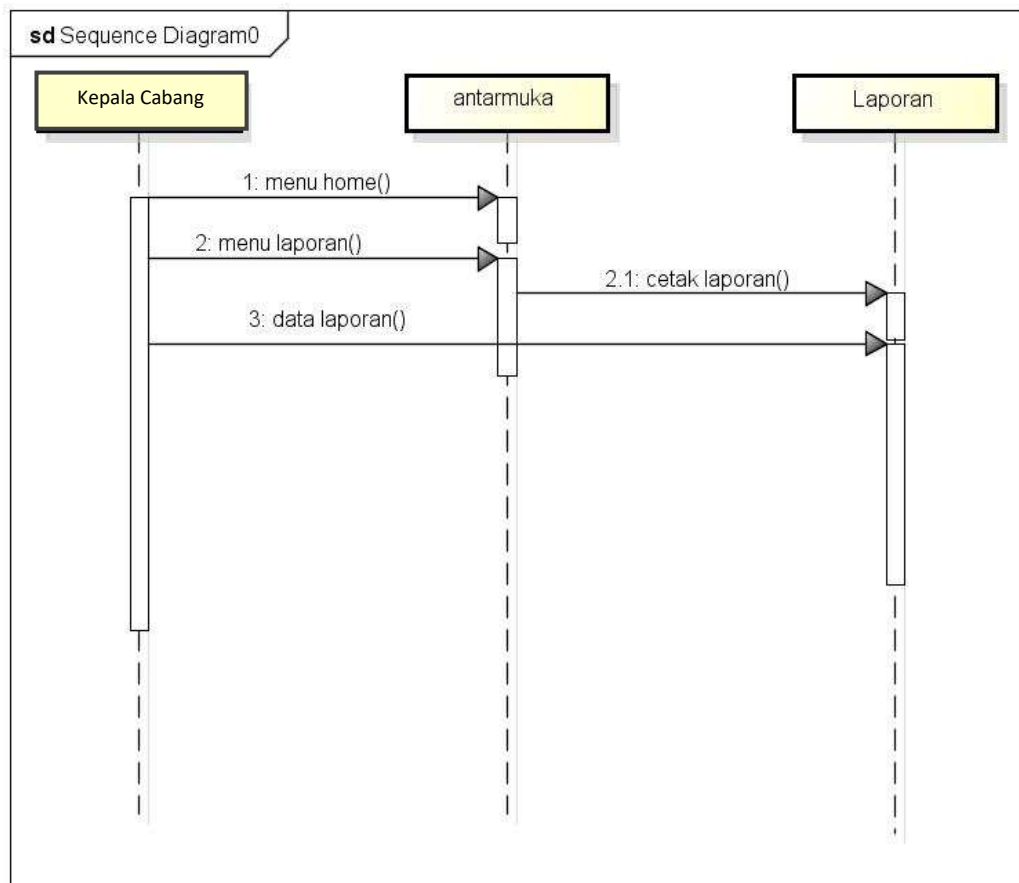 sd Sequence Diagram0
Kepala Cabang
antarmuka
Laporan
1: menu home()
2: menu laporan()
2.1: cetak laporan()
3: data laporan()